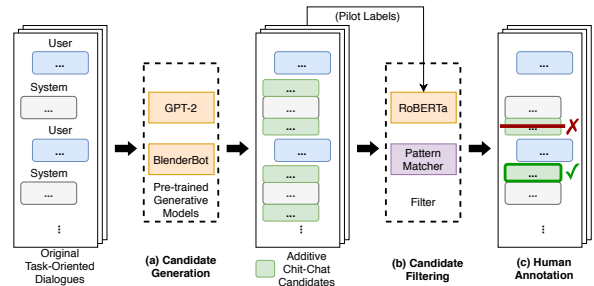 (Pilot Labels)
User
...
System
...
User
...
System
...
⋮
Original
Task-Oriented
Dialogues
GPT-2
BlenderBot
Pre-trained
Generative
Models
(a) Candidate
Generation
...
...
...
...
...
...
...
...
⋮
Additive
Chit-Chat
Candidates
RoBERTa
Pattern
Matcher
Filter
(b) Candidate
Filtering
...
...
...
✗
...
...
✓
...
⋮
(c) Human
Annotation